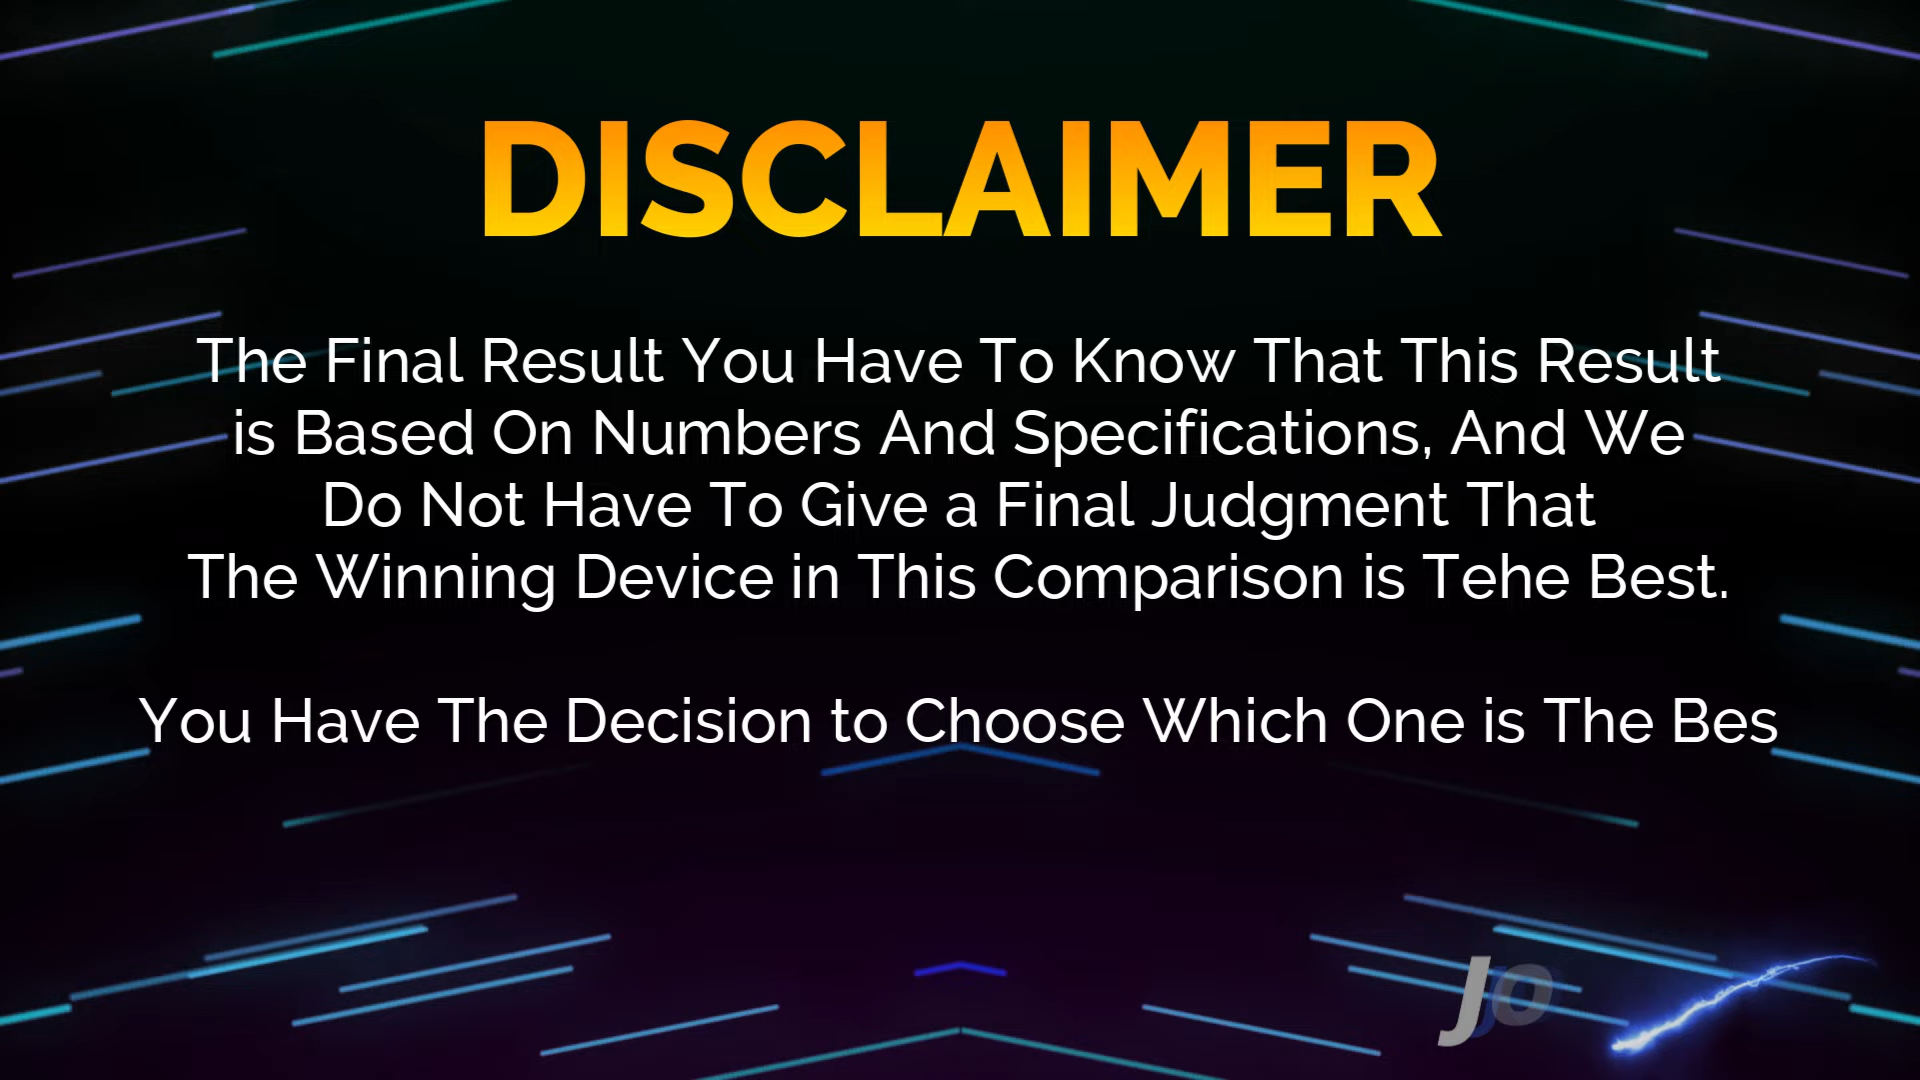 DISCLAIMER
The Final Result You Have To Know That This Result
is Based On Numbers And Specifications, And We
Do Not Have To Give a Final Judgment That
The Winning Device in This Comparison is Tehe Best.
You Have The Decision to Choose Which One is The Bes
Jo